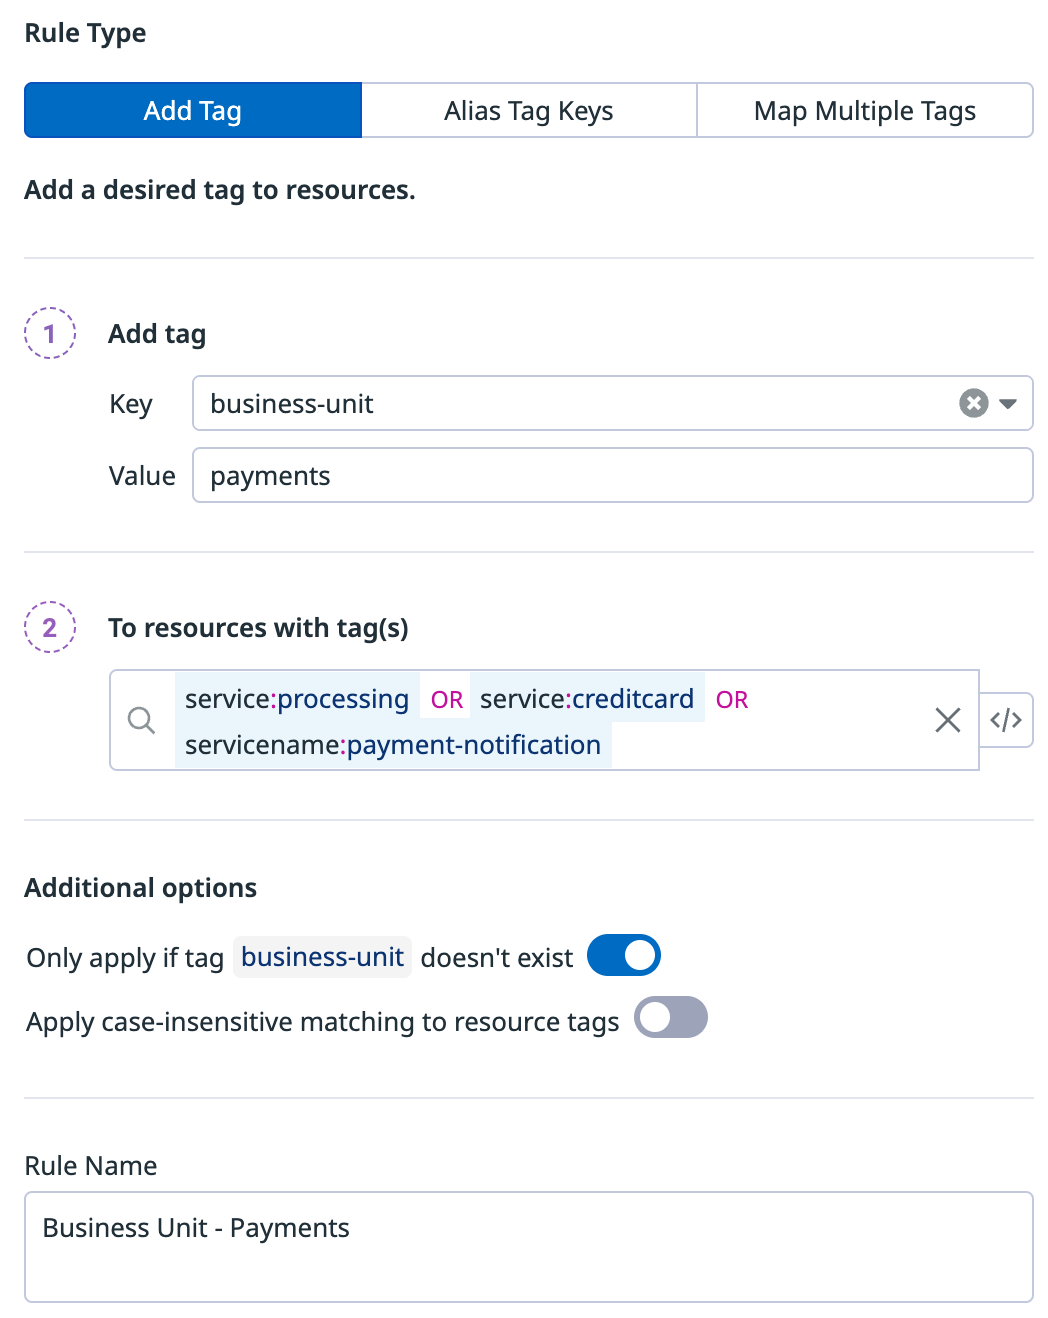 Rule Type
Add Tag Alias Tag Keys Map Multiple Tags
Add a desired tag to resources.
1 Add tag
Key business-unit
Value payments
2 To resources with tag(s)
service:processing OR service:creditcard OR
servicename:payment-notification
</>
Additional options
Only apply if tag business-unit doesn't exist
Apply case-insensitive matching to resource tags
Rule Name
Business Unit - Payments